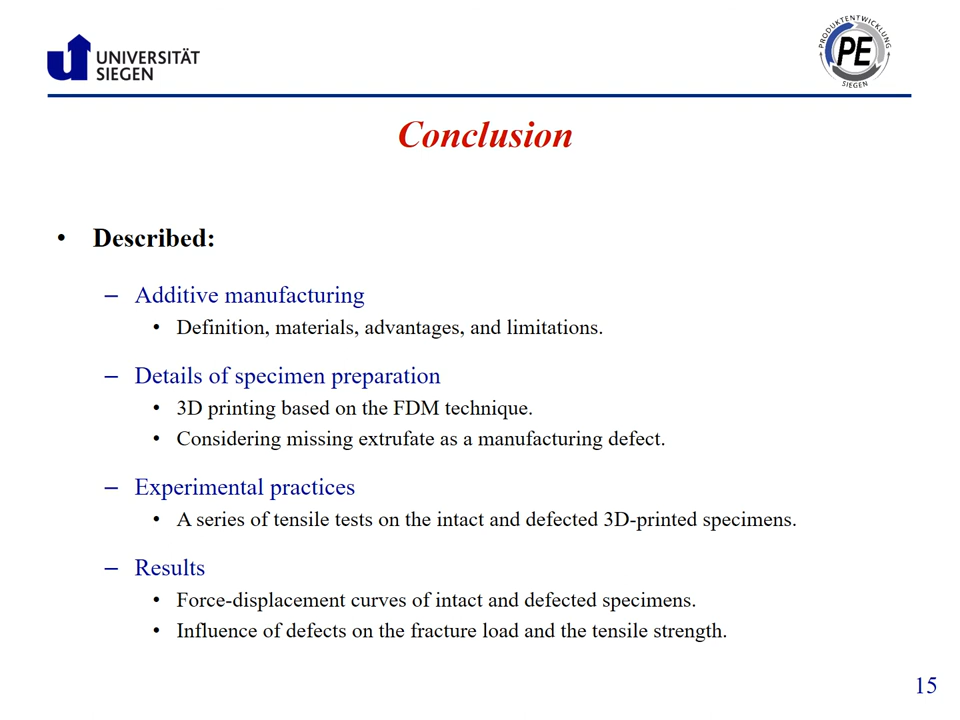 UNIVERSITÄT
SIEGEN
PRODUKTENTWICKLUNG
PE
SIEGEN
Conclusion
• Described:
– Additive manufacturing
• Definition, materials, advantages, and limitations.
– Details of specimen preparation
• 3D printing based on the FDM technique.
• Considering missing extrufate as a manufacturing defect.
– Experimental practices
• A series of tensile tests on the intact and defected 3D-printed specimens.
– Results
• Force-displacement curves of intact and defected specimens.
• Influence of defects on the fracture load and the tensile strength.
15